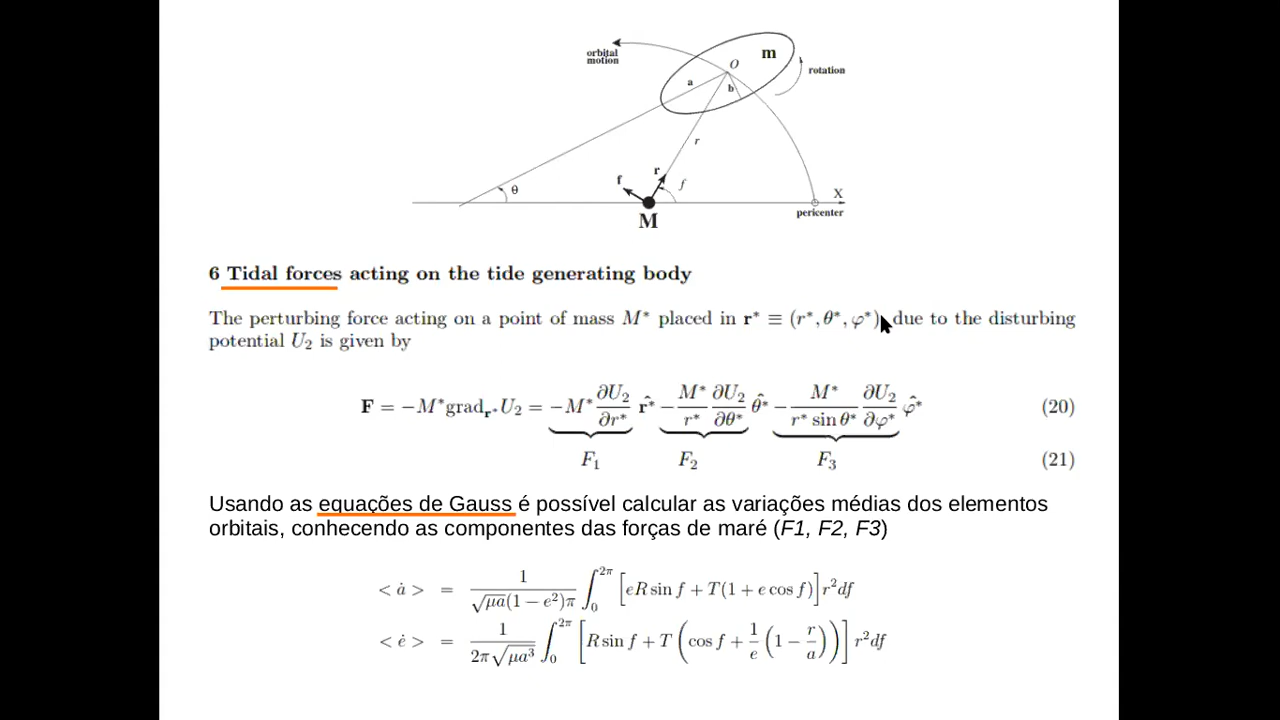 orbital
motion
m
O
rotation
a
b
r
θ
f
r
f
X
M
pericenter
6 Tidal forces acting on the tide generating body
The perturbing force acting on a point of mass M* placed in r* ≡ (r*, θ*, φ*) due to the disturbing
potential U₂ is given by
F = −M*grad_r* U₂ = −M* ∂U₂/∂r* r̂* − M*/r* ∂U₂/∂θ* θ̂* − M*/(r* sin θ*) ∂U₂/∂φ* φ̂* (20)
F₁ F₂ F₃ (21)
Usando as equações de Gauss é possível calcular as variações médias dos elementos
orbitais, conhecendo as componentes das forças de maré (F1, F2, F3)
< ȧ > = 1/(√μa(1 − e²)π) ∫₀^2π [eR sin f + T(1 + e cos f)] r²df
< ė > = 1/(2π√μa³) ∫₀^2π [R sin f + T (cos f + 1/e (1 − r/a))] r²df